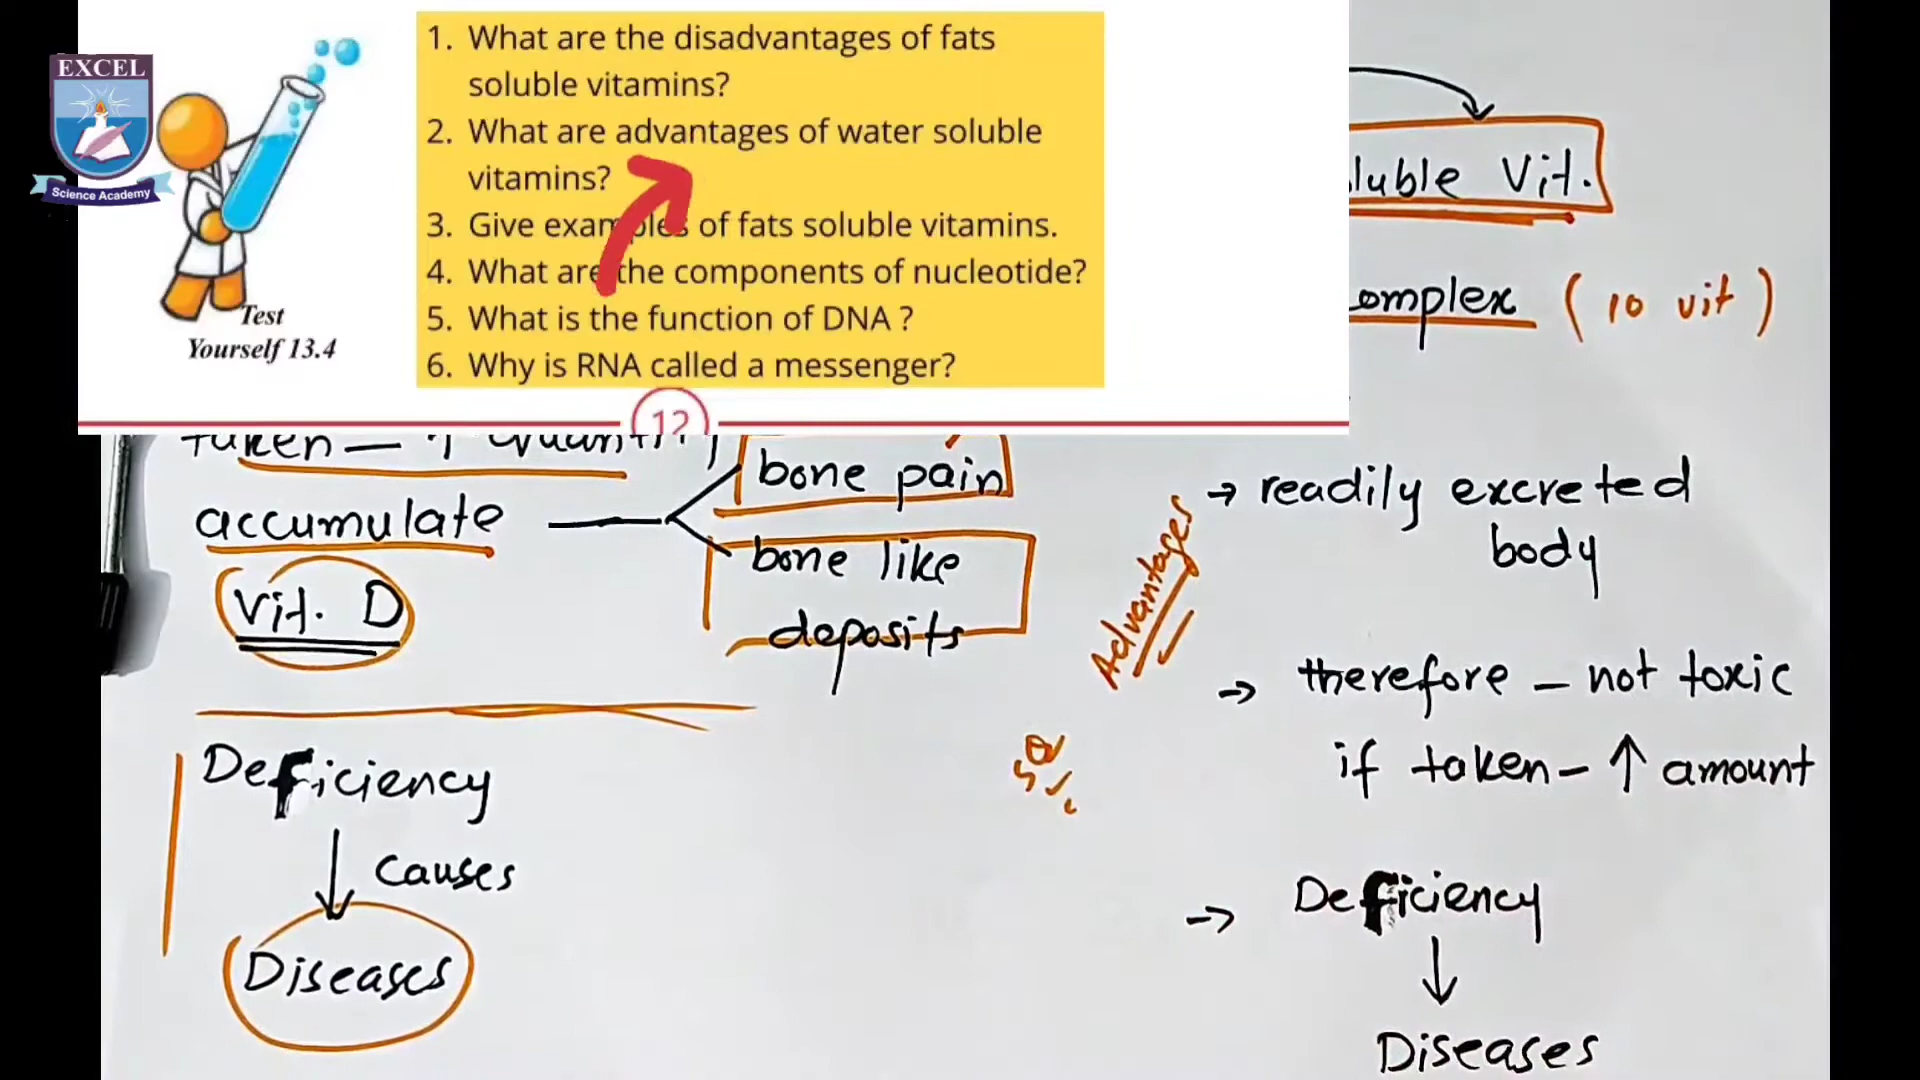 EXCEL
Science Academy
Test
Yourself 13.4
1. What are the disadvantages of fats
soluble vitamins?
2. What are advantages of water soluble
vitamins?
3. Give examples of fats soluble vitamins.
4. What are the components of nucleotide?
5. What is the function of DNA ?
6. Why is RNA called a messenger?
12
luble Vit.
omplex ( 10 vit )
taken – ↑ quantity
accumulate
Vit. D
bone pain
bone like
deposits
Deficiency
causes
Diseases
Advantages
→ readily excreted
body
→ therefore – not toxic
if taken – ↑ amount
→ Deficiency
Diseases